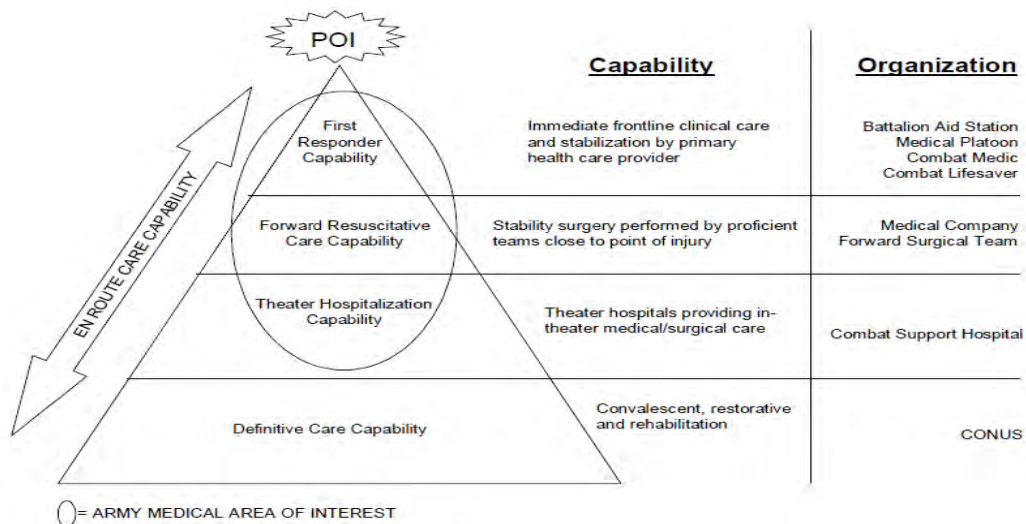 POI
Capability
Organization
First
Responder
Capability
Immediate frontline clinical care
and stabilization by primary
health care provider
Battalion Aid Station
Medical Platoon
Combat Medic
Combat Lifesaver
EN ROUTE CARE CAPABILITY
Forward Resuscitative
Care Capability
Stability surgery performed by proficient
teams close to point of injury
Medical Company
Forward Surgical Team
Theater Hospitalization
Capability
Theater hospitals providing in-
theater medical/surgical care
Combat Support Hospital
Definitive Care Capability
Convalescent, restorative
and rehabilitation
CONUS
= ARMY MEDICAL AREA OF INTEREST